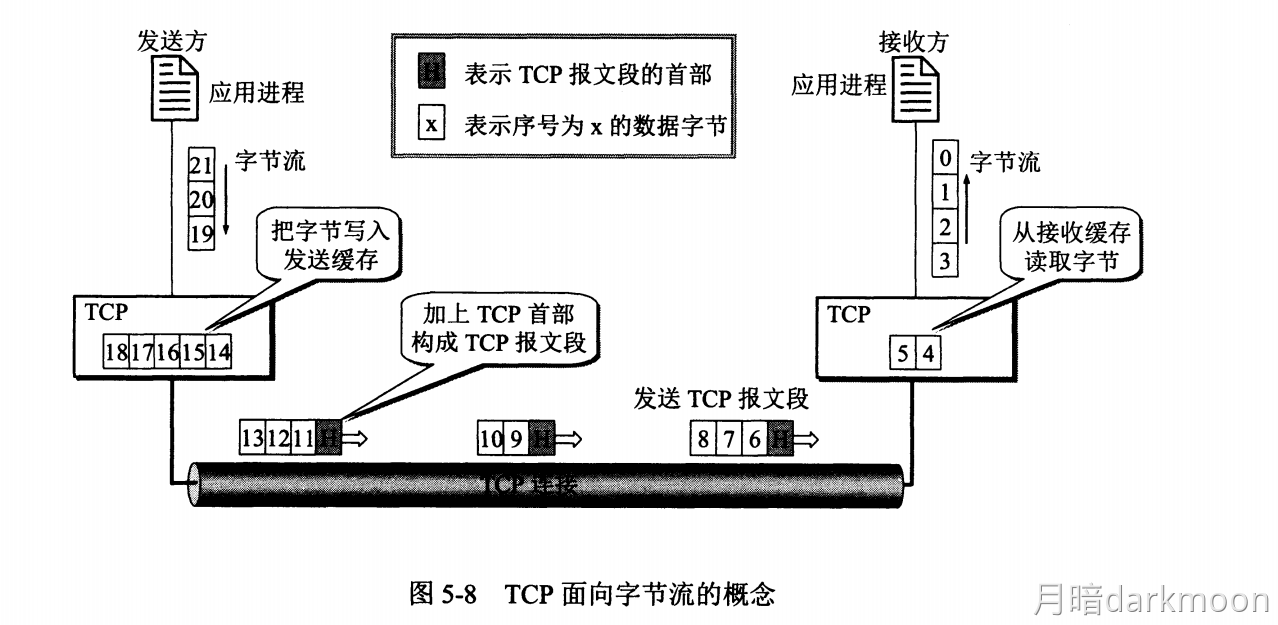 发送方
接收方
应用进程
H 表示 TCP 报文段的首部
x 表示序号为 x 的数据字节
应用进程
21
20
19
字节流
把字节写入
发送缓存
0
1
2
3
字节流
从接收缓存
读取字节
TCP
18 17 16 15 14
加上 TCP 首部
构成 TCP 报文段
TCP
5 4
发送 TCP 报文段
13 12 11 H
10 9 H
8 7 6 H
TCP 连接
图 5-8 TCP 面向字节流的概念
月暗darkmoon